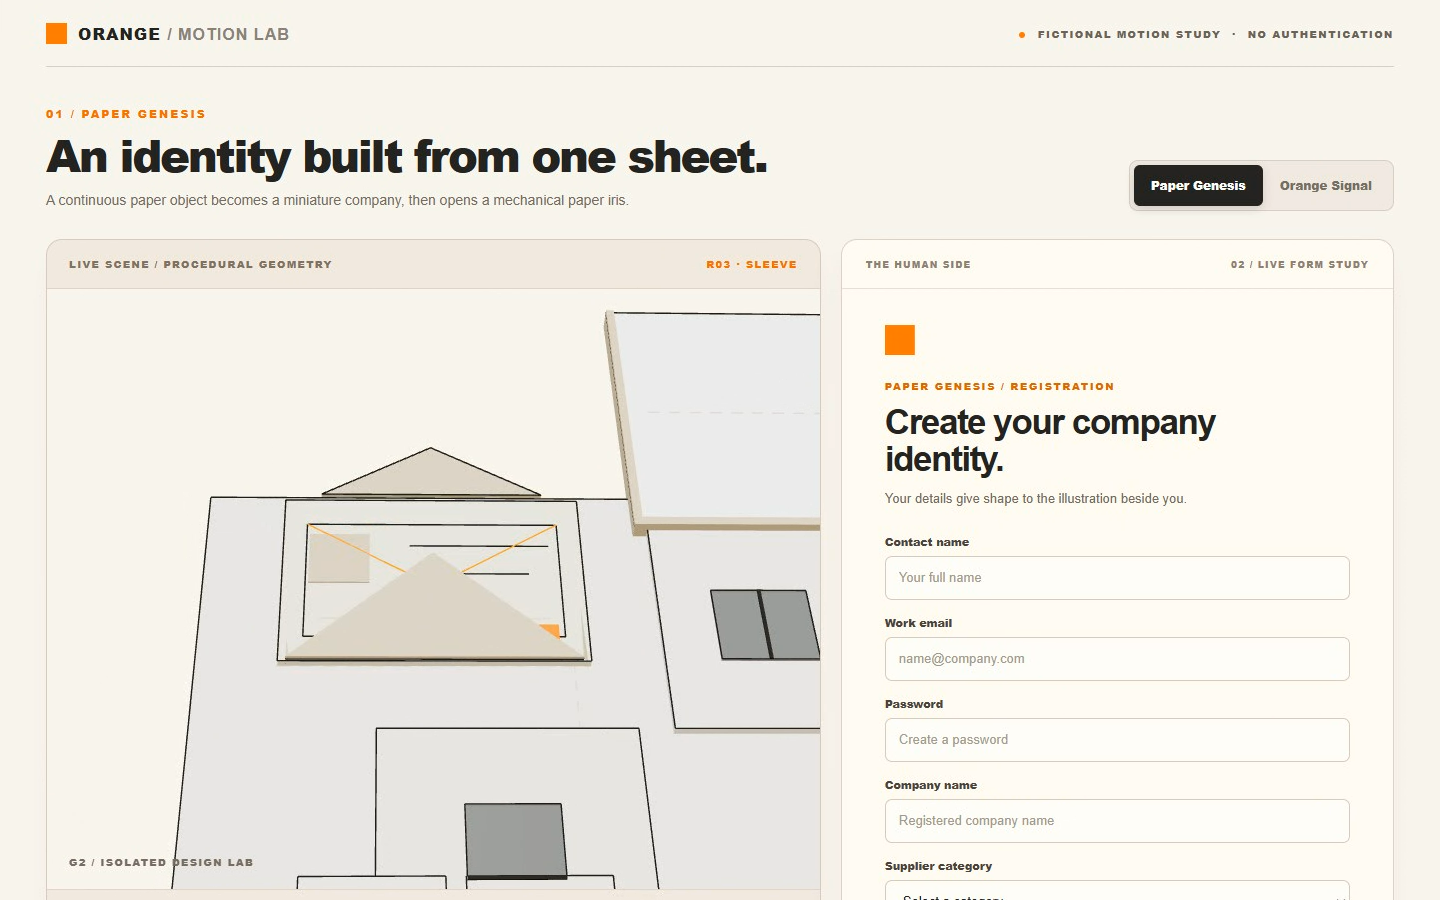 ORANGE / MOTION LAB
FICTIONAL MOTION STUDY · NO AUTHENTICATION
01 / PAPER GENESIS
An identity built from one sheet.
A continuous paper object becomes a miniature company, then opens a mechanical paper iris.
Paper Genesis
Orange Signal
LIVE SCENE / PROCEDURAL GEOMETRY
R03 · SLEEVE
G2 / ISOLATED DESIGN LAB
THE HUMAN SIDE
02 / LIVE FORM STUDY
PAPER GENESIS / REGISTRATION
Create your company
identity.
Your details give shape to the illustration beside you.
Contact name
Your full name
Work email
name@company.com
Password
Create a password
Company name
Registered company name
Supplier category
Select a category